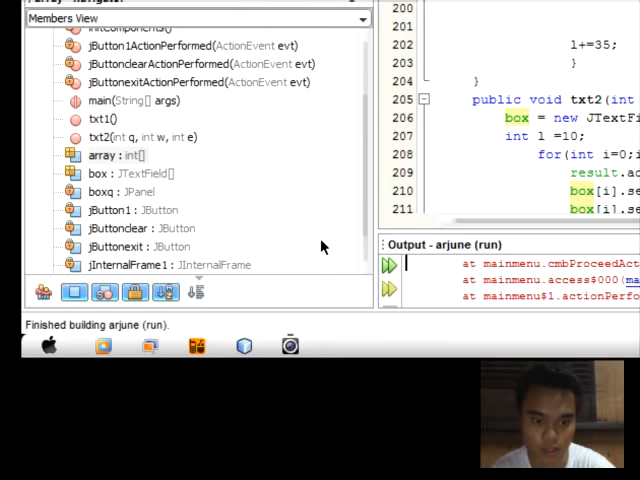 Members View
jButton1ActionPerformed(ActionEvent evt)
jButtonclearActionPerformed(ActionEvent evt)
jButtonexitActionPerformed(ActionEvent evt)
main(String[] args)
txt1()
txt2(int q, int w, int e)
array : int[]
box : JTextField[]
boxq : JPanel
jButton1 : JButton
jButtonclear : JButton
jButtonexit : JButton
jInternalFrame1 : JInternalFrame
Finished building arjune (run).
200
201
202 l+=35;
203 }
204 }
205 public void txt2(int
206 box = new JTextFi
207 int l =10;
208 for(int i=0;i
209 result.ad
210 box[i].se
211 box[i].se
Output - arjune (run)
at mainmenu.cmbProceedAct
at mainmenu.access$000(ma
at mainmenu$1.actionPerfo